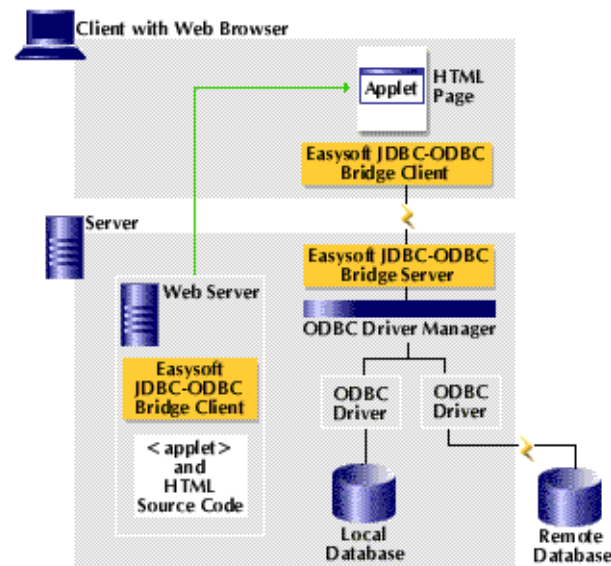 Client with Web Browser
Applet
HTML
Page
Easysoft JDBC-ODBC
Bridge Client
Server
Easysoft JDBC-ODBC
Bridge Server
Web Server
ODBC Driver Manager
Easysoft
JDBC-ODBC
Bridge Client
ODBC
Driver
ODBC
Driver
<applet>
and
HTML
Source Code
Local
Database
Remote
Database